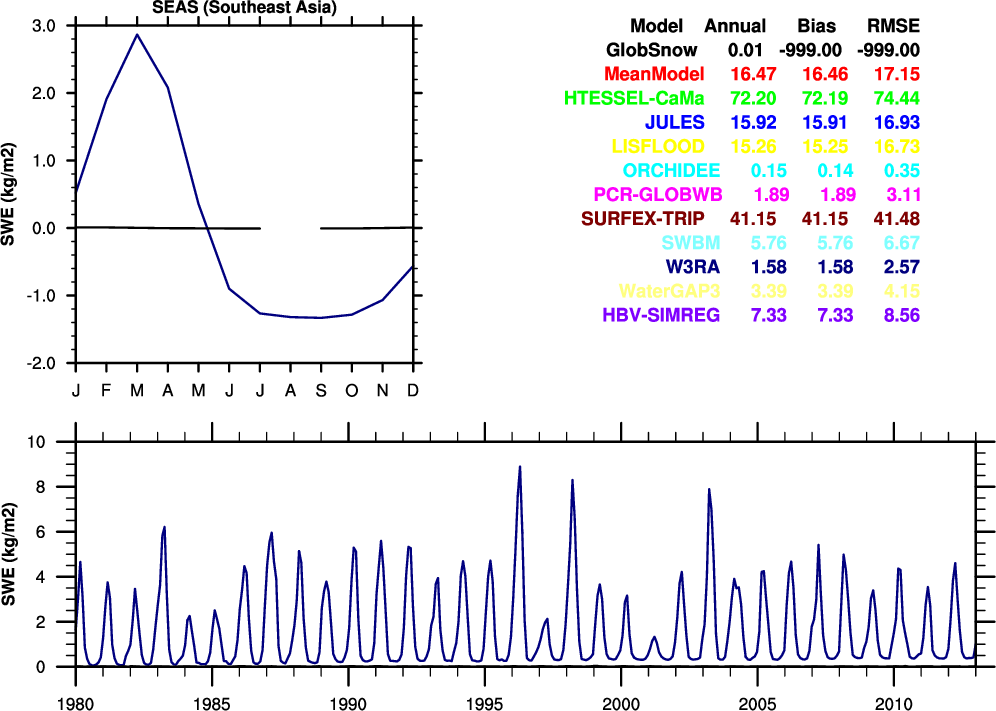 SEAS (Southeast Asia)
3.0
2.0
1.0
0.0
-1.0
-2.0
SWE (kg/m2)
J F M A M J J A S O N D
Model Annual Bias RMSE
GlobSnow 0.01 -999.00 -999.00
MeanModel 16.47 16.46 17.15
HTESSEL-CaMa 72.20 72.19 74.44
JULES 15.92 15.91 16.93
LISFLOOD 15.26 15.25 16.73
ORCHIDEE 0.15 0.14 0.35
PCR-GLOBWB 1.89 1.89 3.11
SURFEX-TRIP 41.15 41.15 41.48
SWBM 5.76 5.76 6.67
W3RA 1.58 1.58 2.57
WaterGAP3 3.39 3.39 4.15
HBV-SIMREG 7.33 7.33 8.56
10
8
6
4
2
0
SWE (kg/m2)
1980 1985 1990 1995 2000 2005 2010